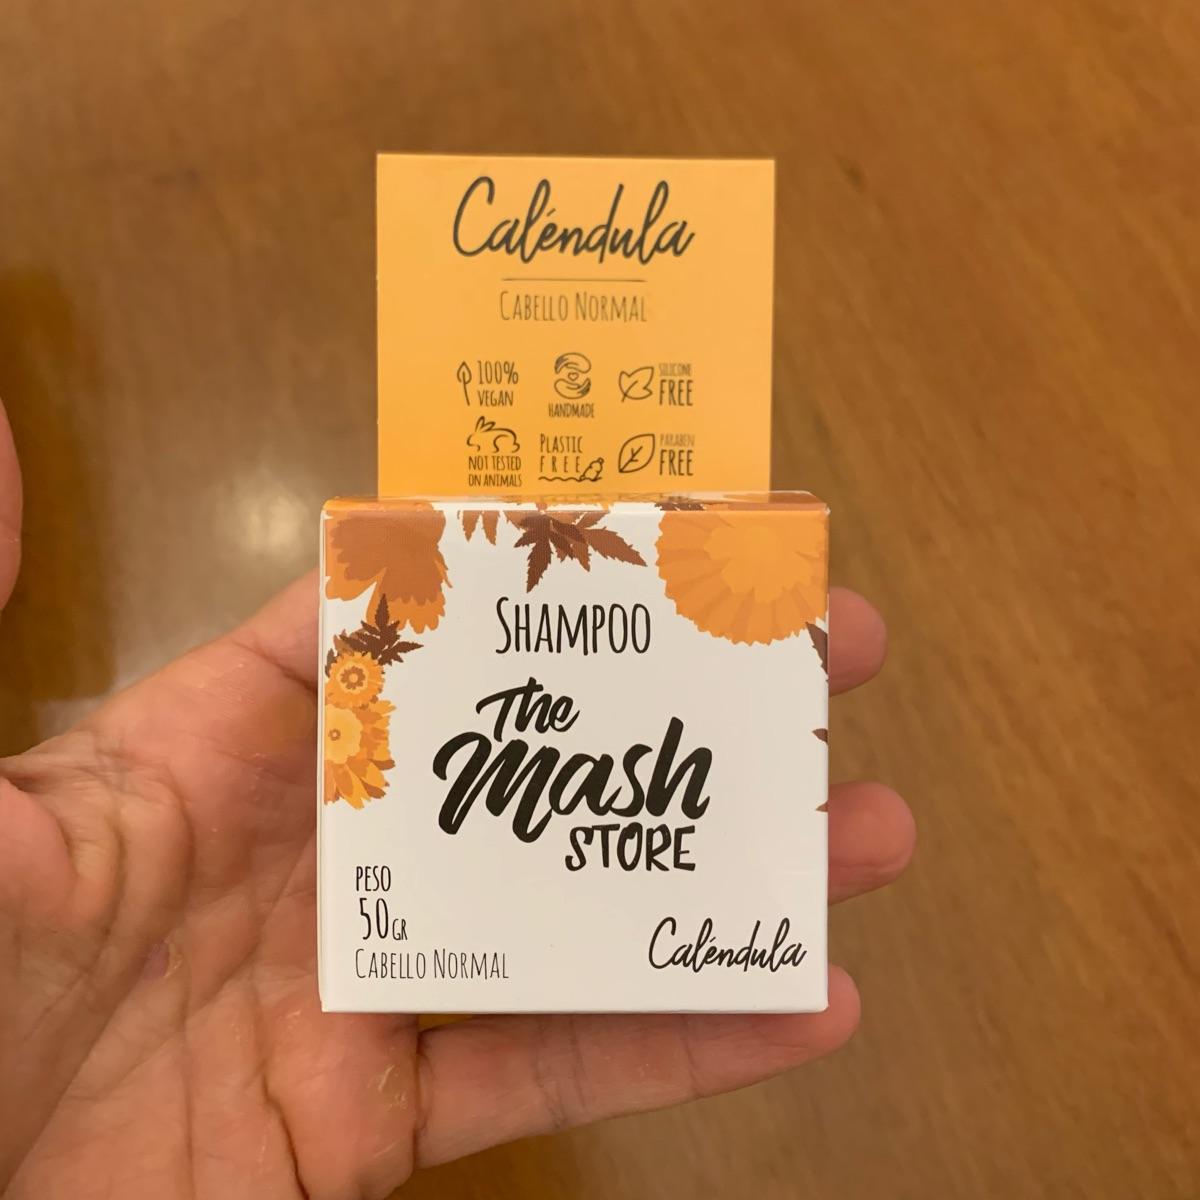 Caléndula
CABELLO NORMAL
100%
VEGAN
HANDMADE
SILICONE
FREE
NOT TESTED
ON ANIMALS
PLASTIC
FREE
PARABEN
FREE
SHAMPOO
The
Mash
STORE
PESO
50GR
CABELLO NORMAL
Caléndula